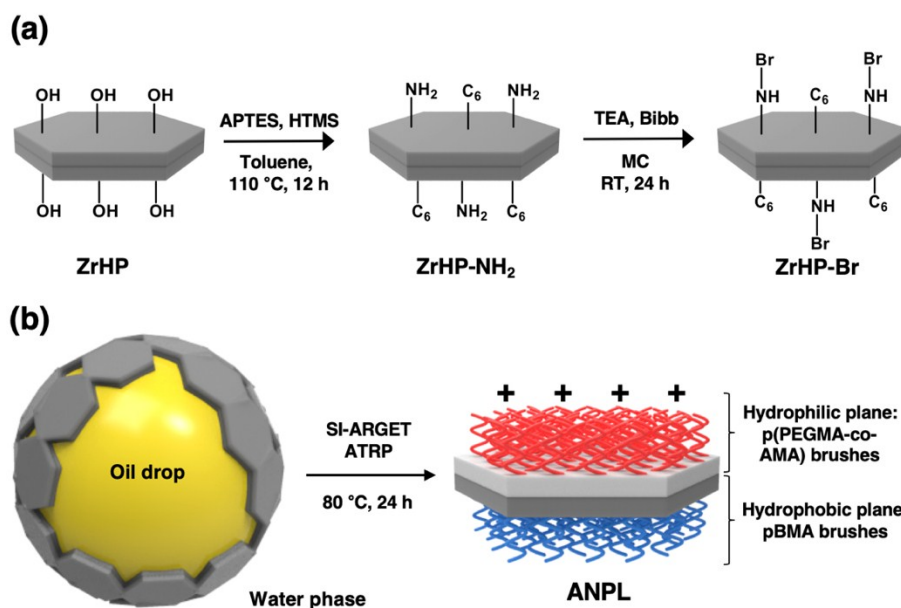 (a)
OH OH OH
OH OH OH
ZrHP
APTES, HTMS
Toluene,
110 °C, 12 h
NH₂ C₆ NH₂
C₆ NH₂ C₆
ZrHP-NH₂
TEA, Bibb
MC
RT, 24 h
Br Br
NH C₆ NH
C₆ NH C₆
Br
ZrHP-Br
(b)
Oil drop
Water phase
SI-ARGET
ATRP
80 °C, 24 h
+ + + +
ANPL
Hydrophilic plane:
p(PEGMA-co-
AMA) brushes
Hydrophobic plane
pBMA brushes